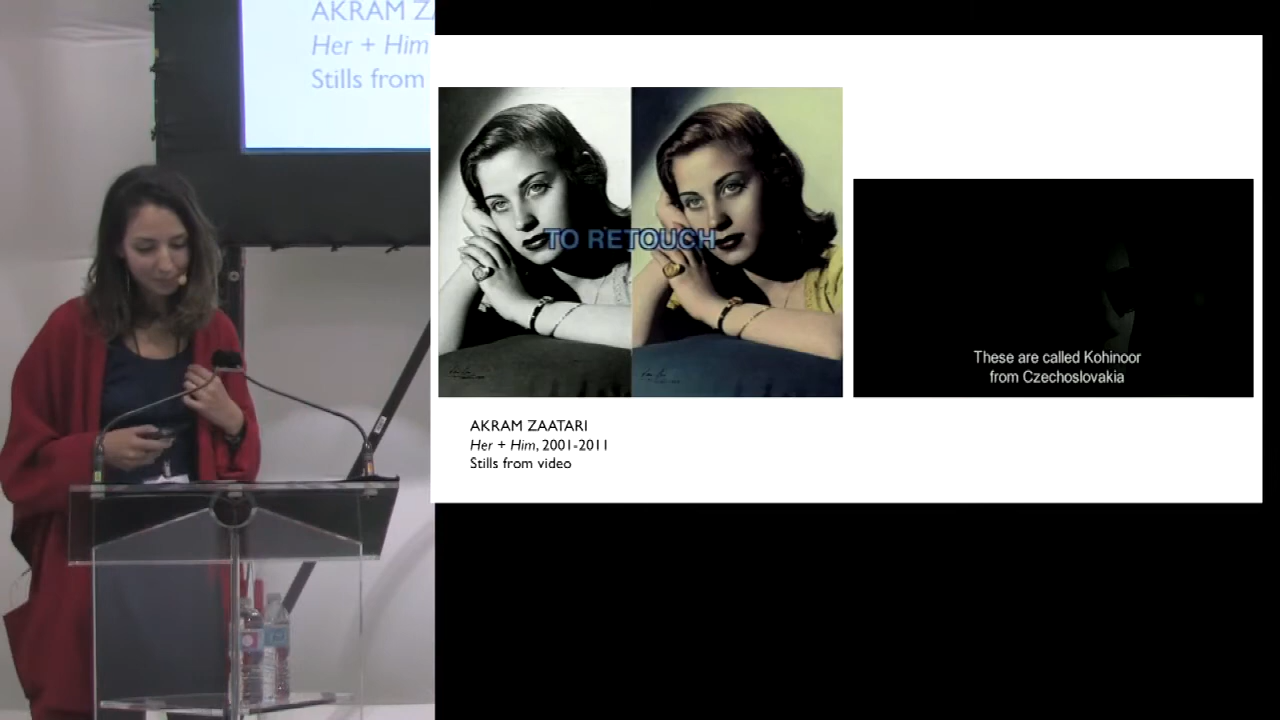 AKRAM ZA
Her + Him
Stills from
TO RETOUCH
These are called Kohinoor
from Czechoslovakia
AKRAM ZAATARI
Her + Him, 2001-2011
Stills from video